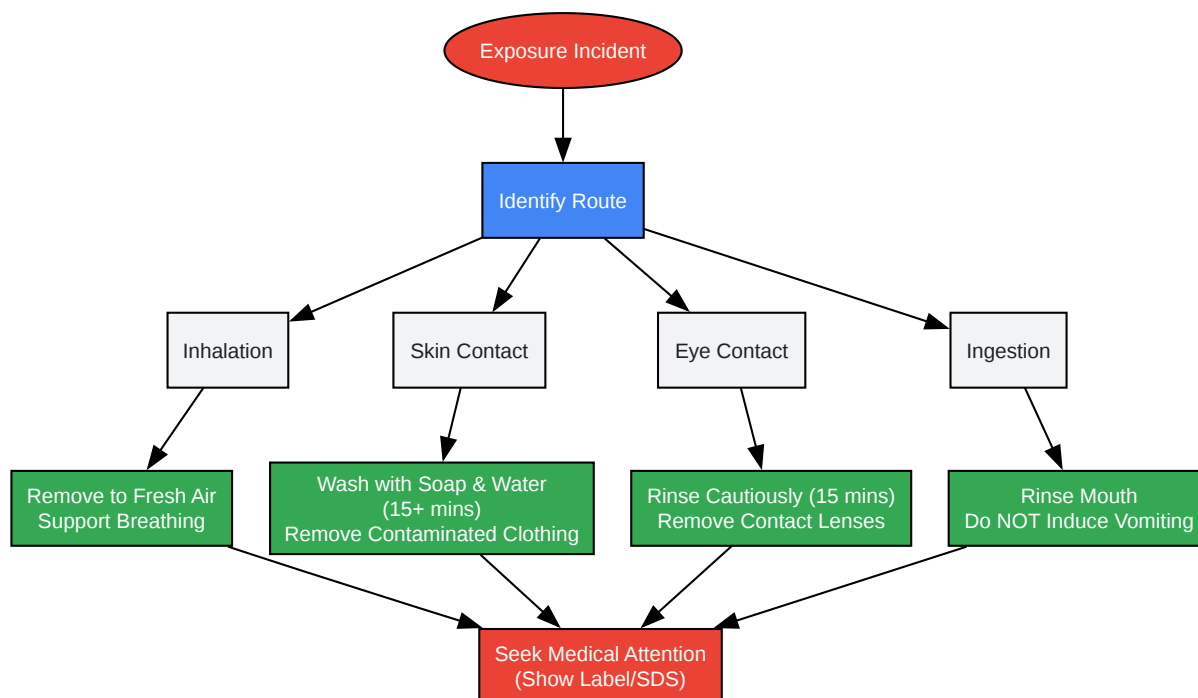 Exposure Incident
Identify Route
Inhalation
Skin Contact
Eye Contact
Ingestion
Remove to Fresh Air
Support Breathing
Wash with Soap & Water
(15+ mins)
Remove Contaminated Clothing
Rinse Cautiously (15 mins)
Remove Contact Lenses
Rinse Mouth
Do NOT Induce Vomiting
Seek Medical Attention
(Show Label/SDS)